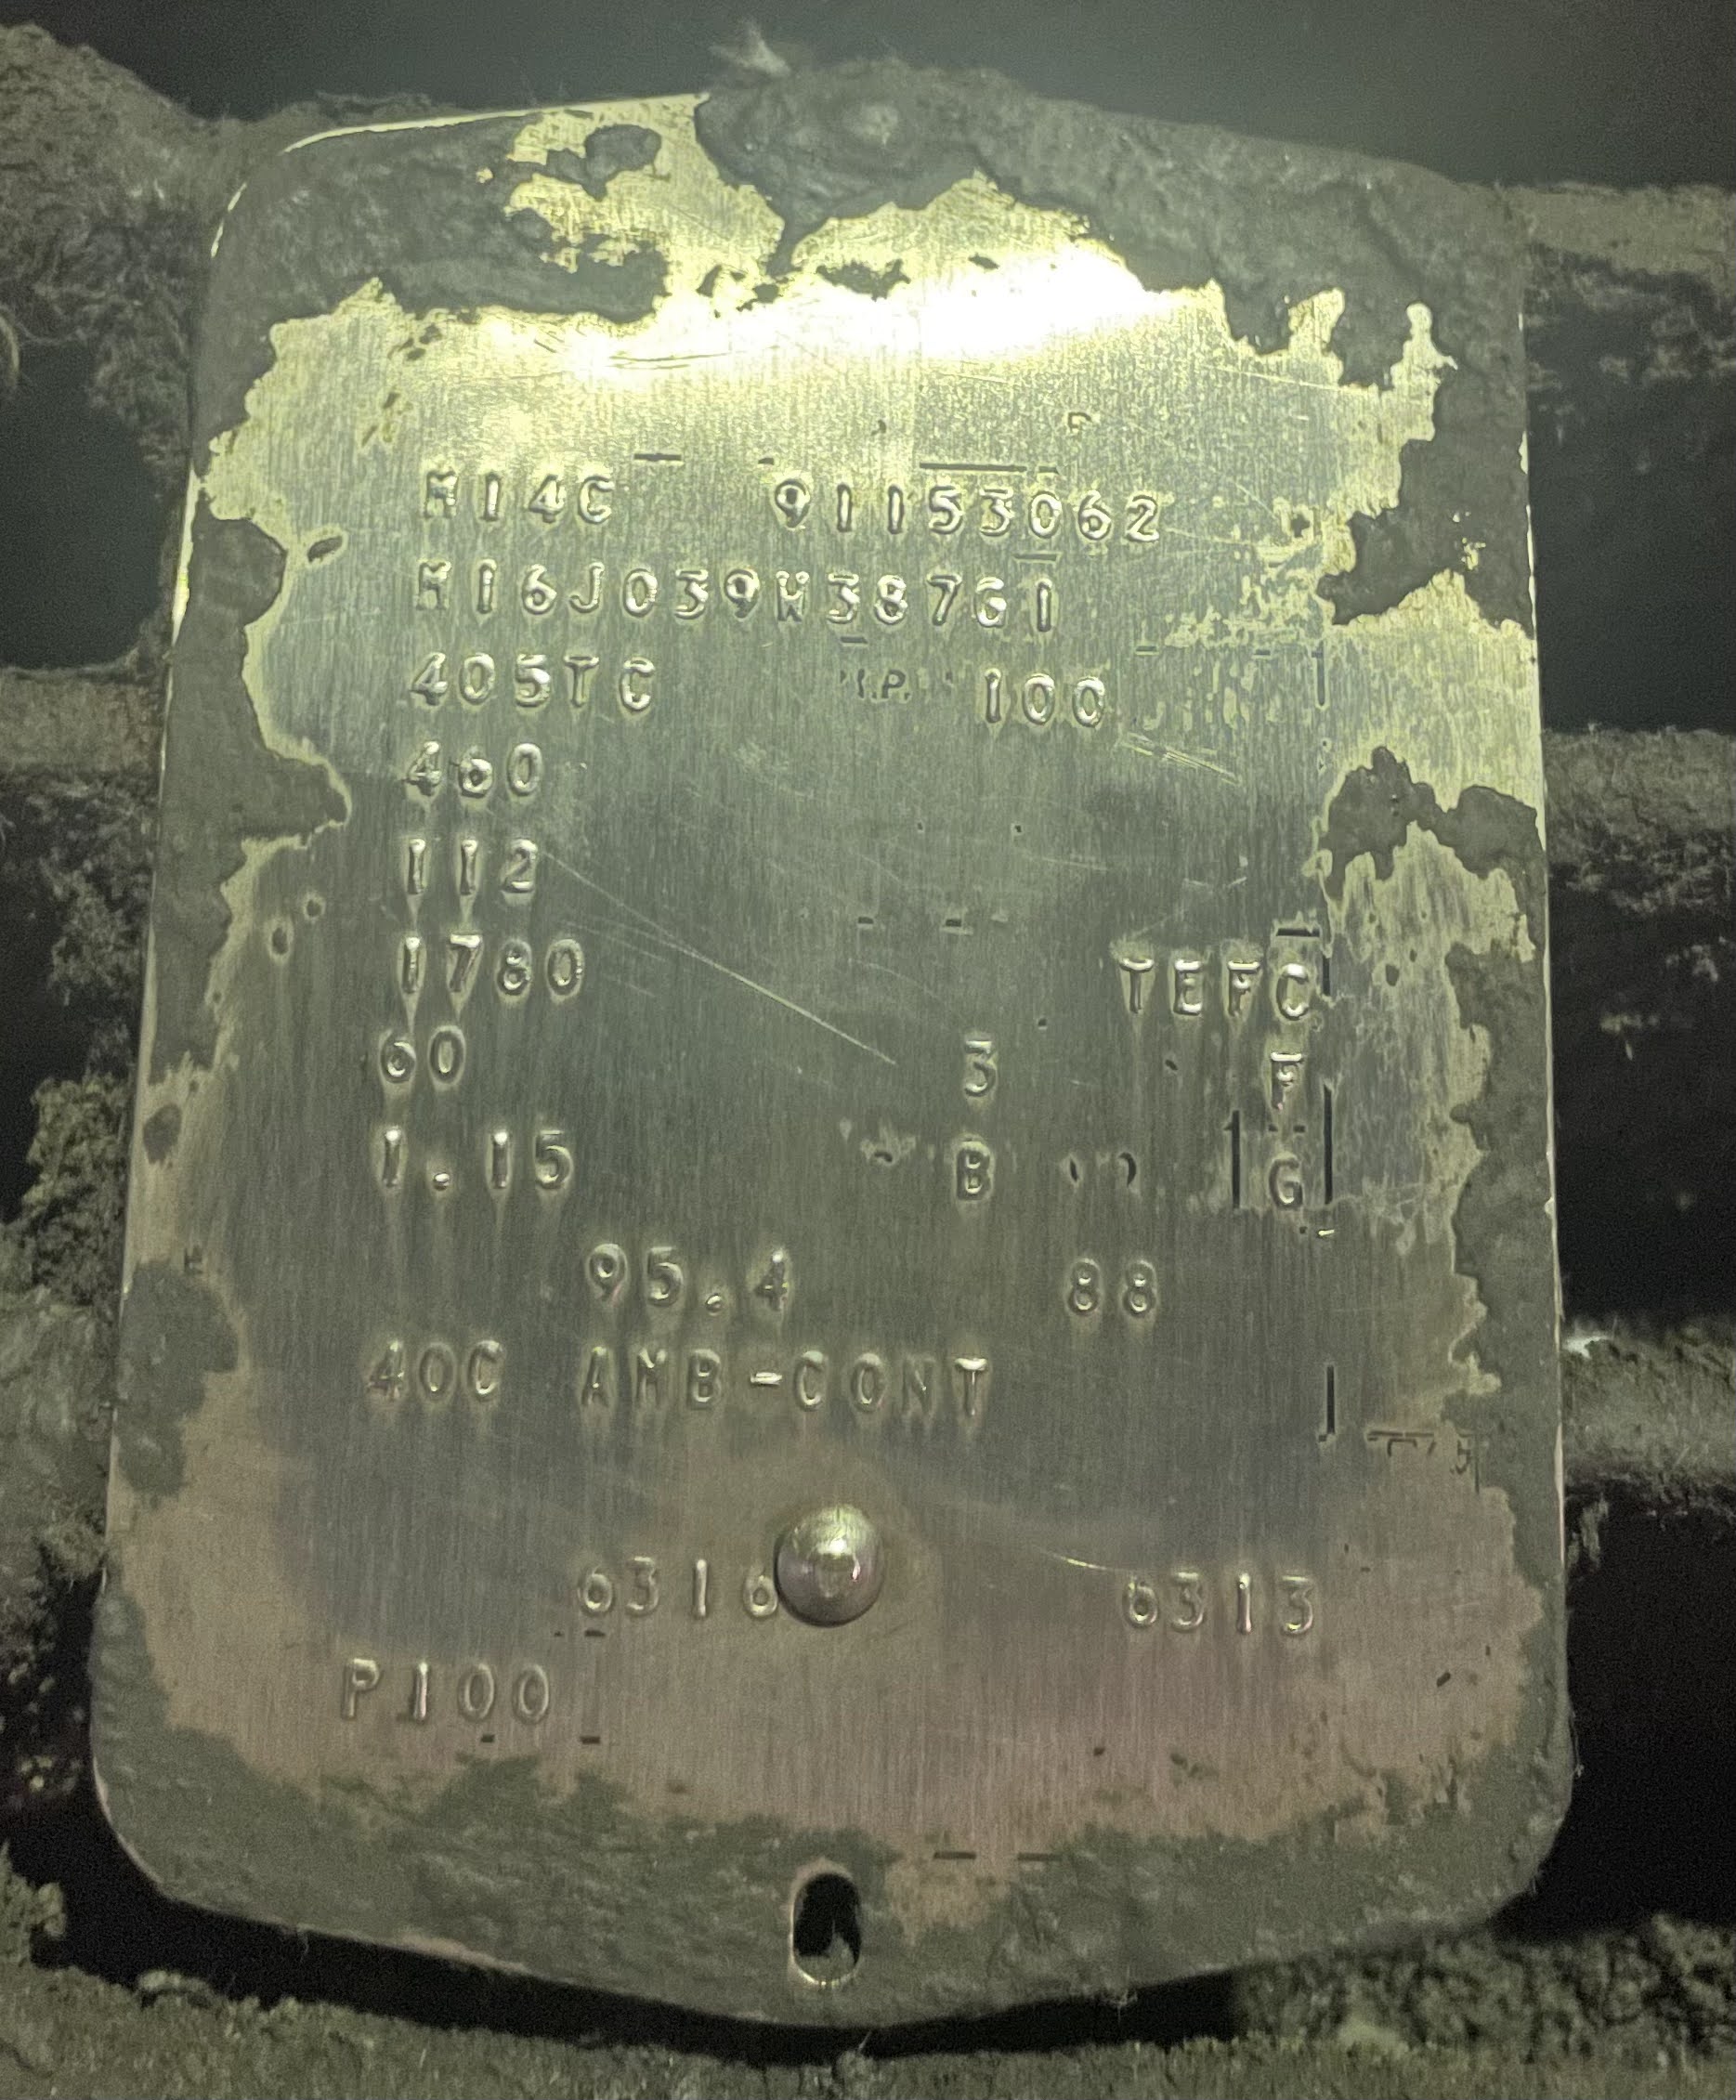 M14C 91153062
M16J039W387G1
405TC H.P. 100
460
112
1780 TEFC
60 3 F
1.15 B G
95.4 88
40C AMB-CONT
6316 6313
P100